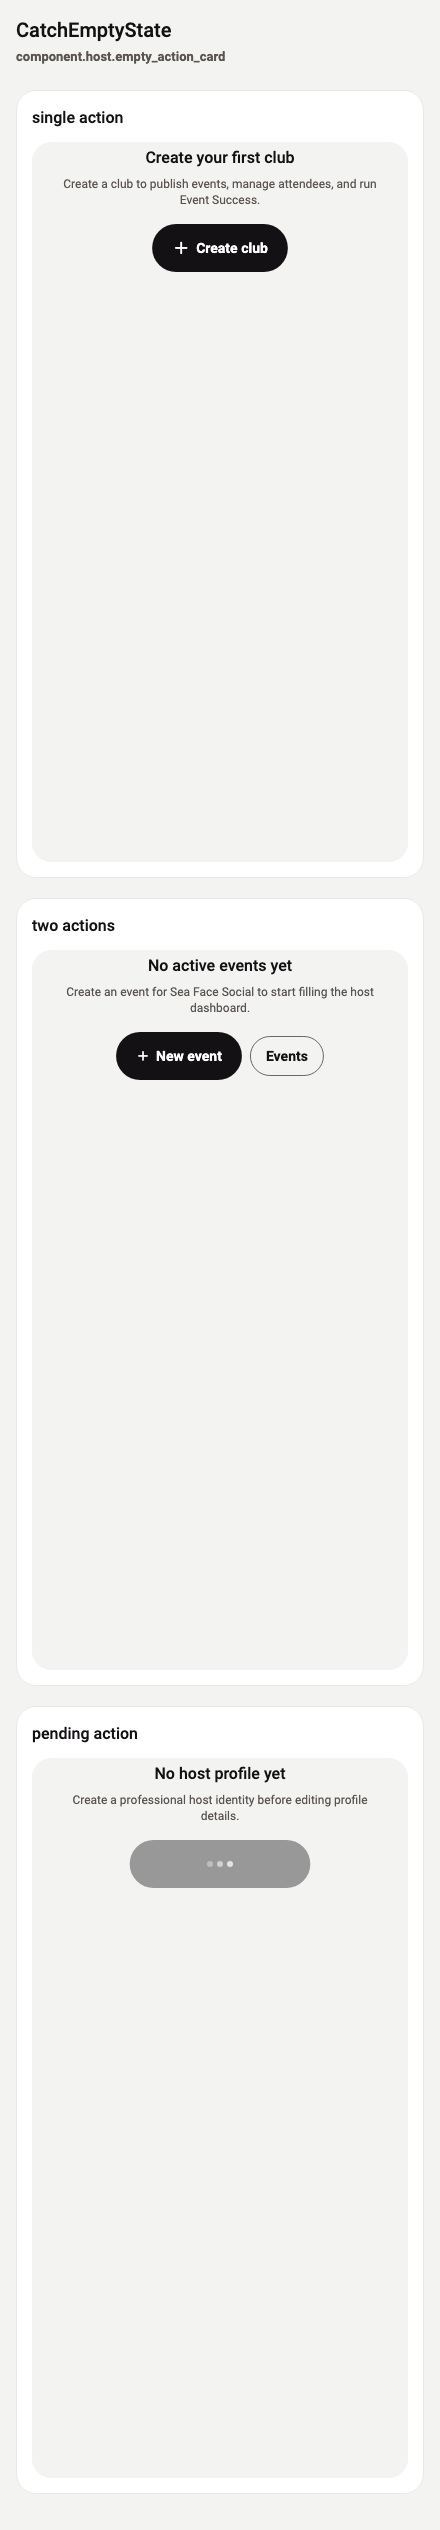 CatchEmptyState
component.host.empty_action_card
single action
Create your first club
Create a club to publish events, manage attendees, and run
Event Success.
Create club
two actions
No active events yet
Create an event for Sea Face Social to start filling the host
dashboard.
New event
Events
pending action
No host profile yet
Create a professional host identity before editing profile
details.